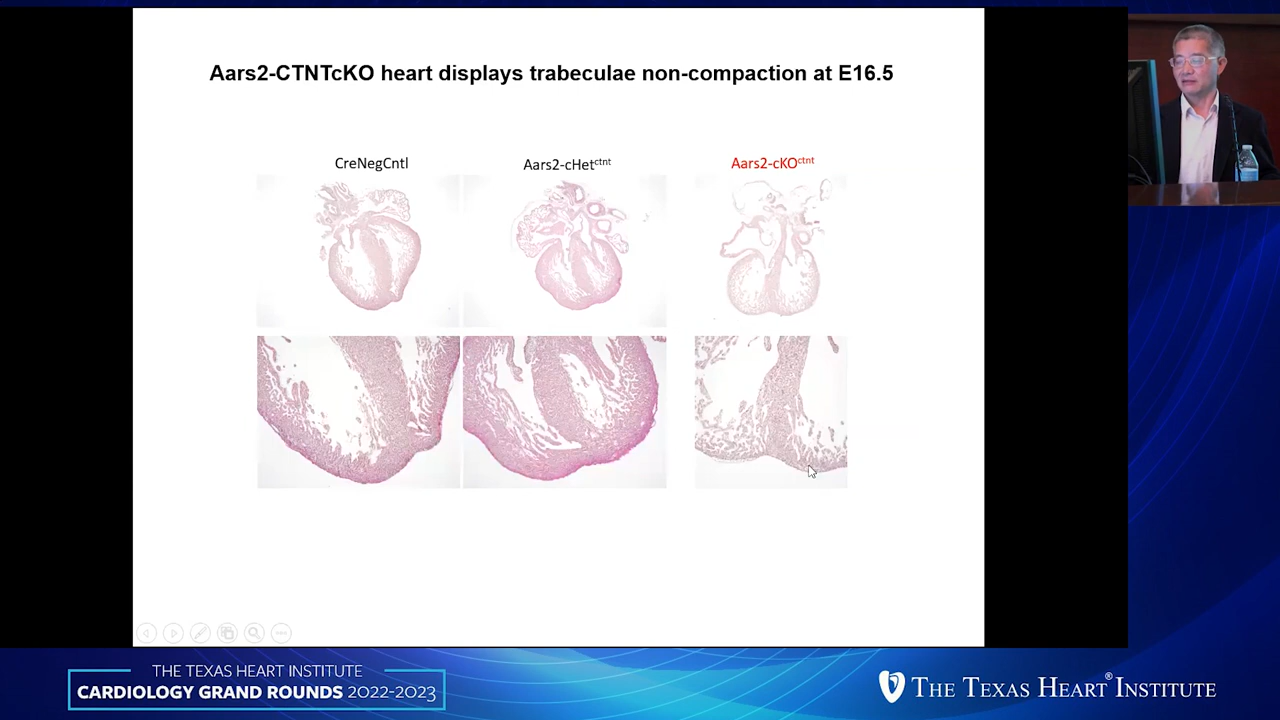 Aars2-CTNTcKO heart displays trabeculae non-compaction at E16.5
CreNegCntl
Aars2-cHetctnt
Aars2-cKOctnt
THE TEXAS HEART INSTITUTE
CARDIOLOGY GRAND ROUNDS 2022-2023
THE TEXAS HEART® INSTITUTE